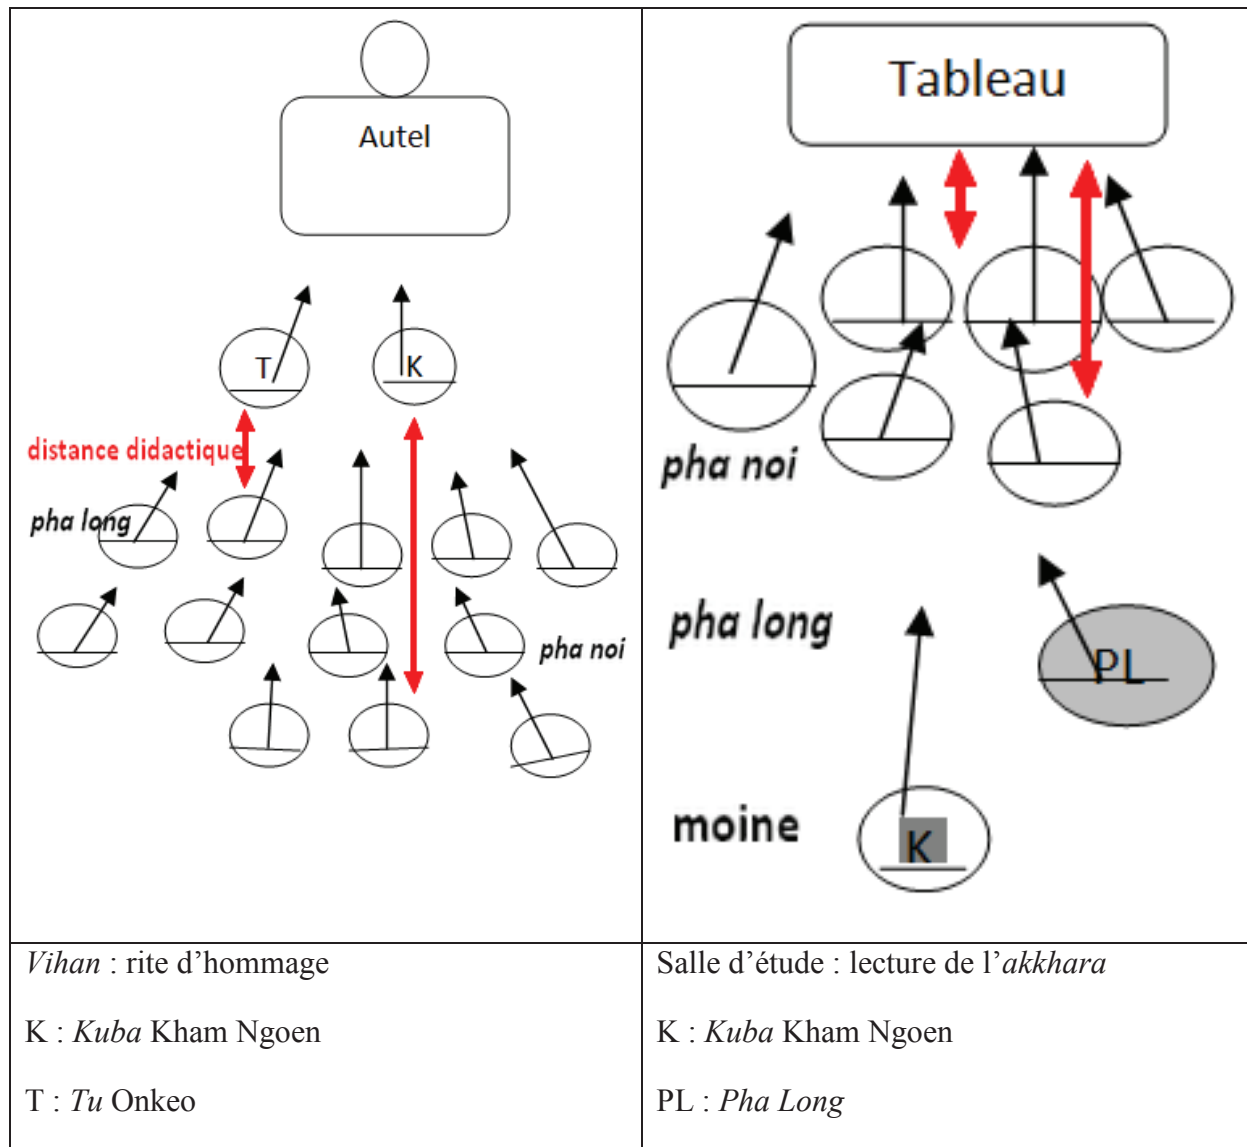 Autel
T
K
distance didactique
pha long
pha noi
Tableau
pha noi
pha long
PL
moine
K
Vihan : rite d’hommage
K : Kuba Kham Ngoen
T : Tu Onkeo
Salle d’étude : lecture de l’akkhara
K : Kuba Kham Ngoen
PL : Pha Long